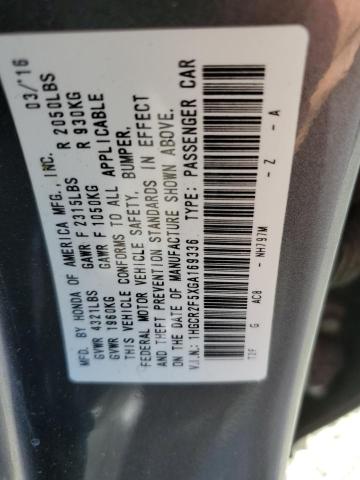 MFD. BY HONDA OF AMERICA MFG., INC. 03/'16
GVWR 4321LBS GAWR F 2315LBS R 2050LBS
GVWR 1960KG GAWR F 1050KG R 930KG
THIS VEHICLE CONFORMS TO ALL APPLICABLE
FEDERAL MOTOR VEHICLE SAFETY, BUMPER,
AND THEFT PREVENTION STANDARDS IN EFFECT
ON THE DATE OF MANUFACTURE SHOWN ABOVE.
V.I.N.: 1HGCR2F5XGA169336 TYPE: PASSENGER CAR
T2F G AC8 - NH797M - Z - A